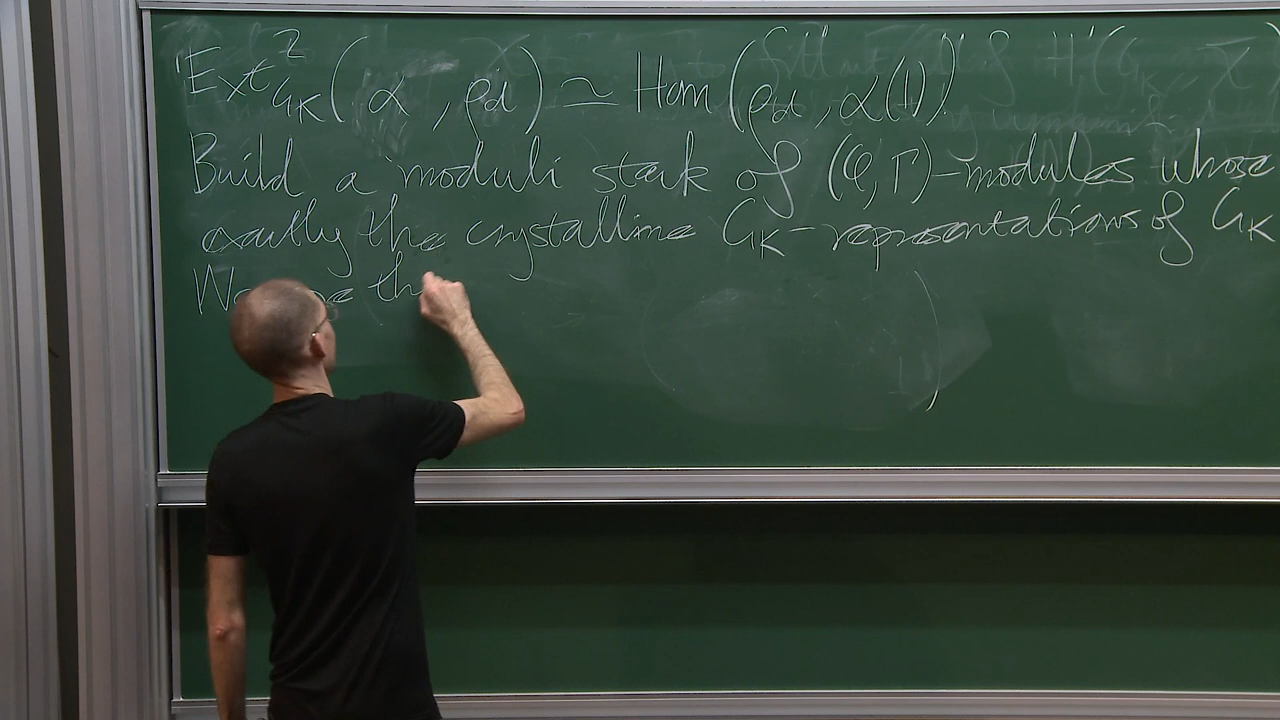 "Ext²_{G_K}(α, ρ_d) ≃ Hom(ρ_d, α(1))"
Build a moduli stack of (φ, Γ)-modules whose
exactly the crystalline G_K-representations of G_K
We